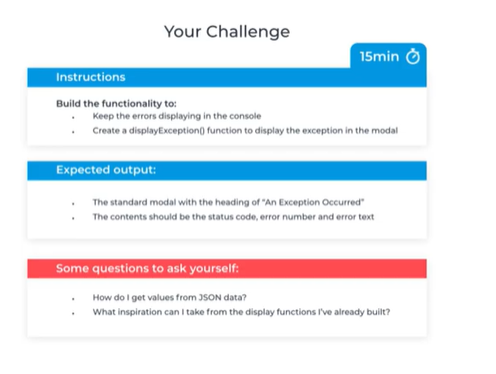 Your Challenge
15min
Instructions
Build the functionality to:
• Keep the errors displaying in the console
• Create a displayException() function to display the exception in the modal
Expected output:
• The standard modal with the heading of "An Exception Occurred"
• The contents should be the status code, error number and error text
Some questions to ask yourself:
• How do I get values from JSON data?
• What inspiration can I take from the display functions I've already built?